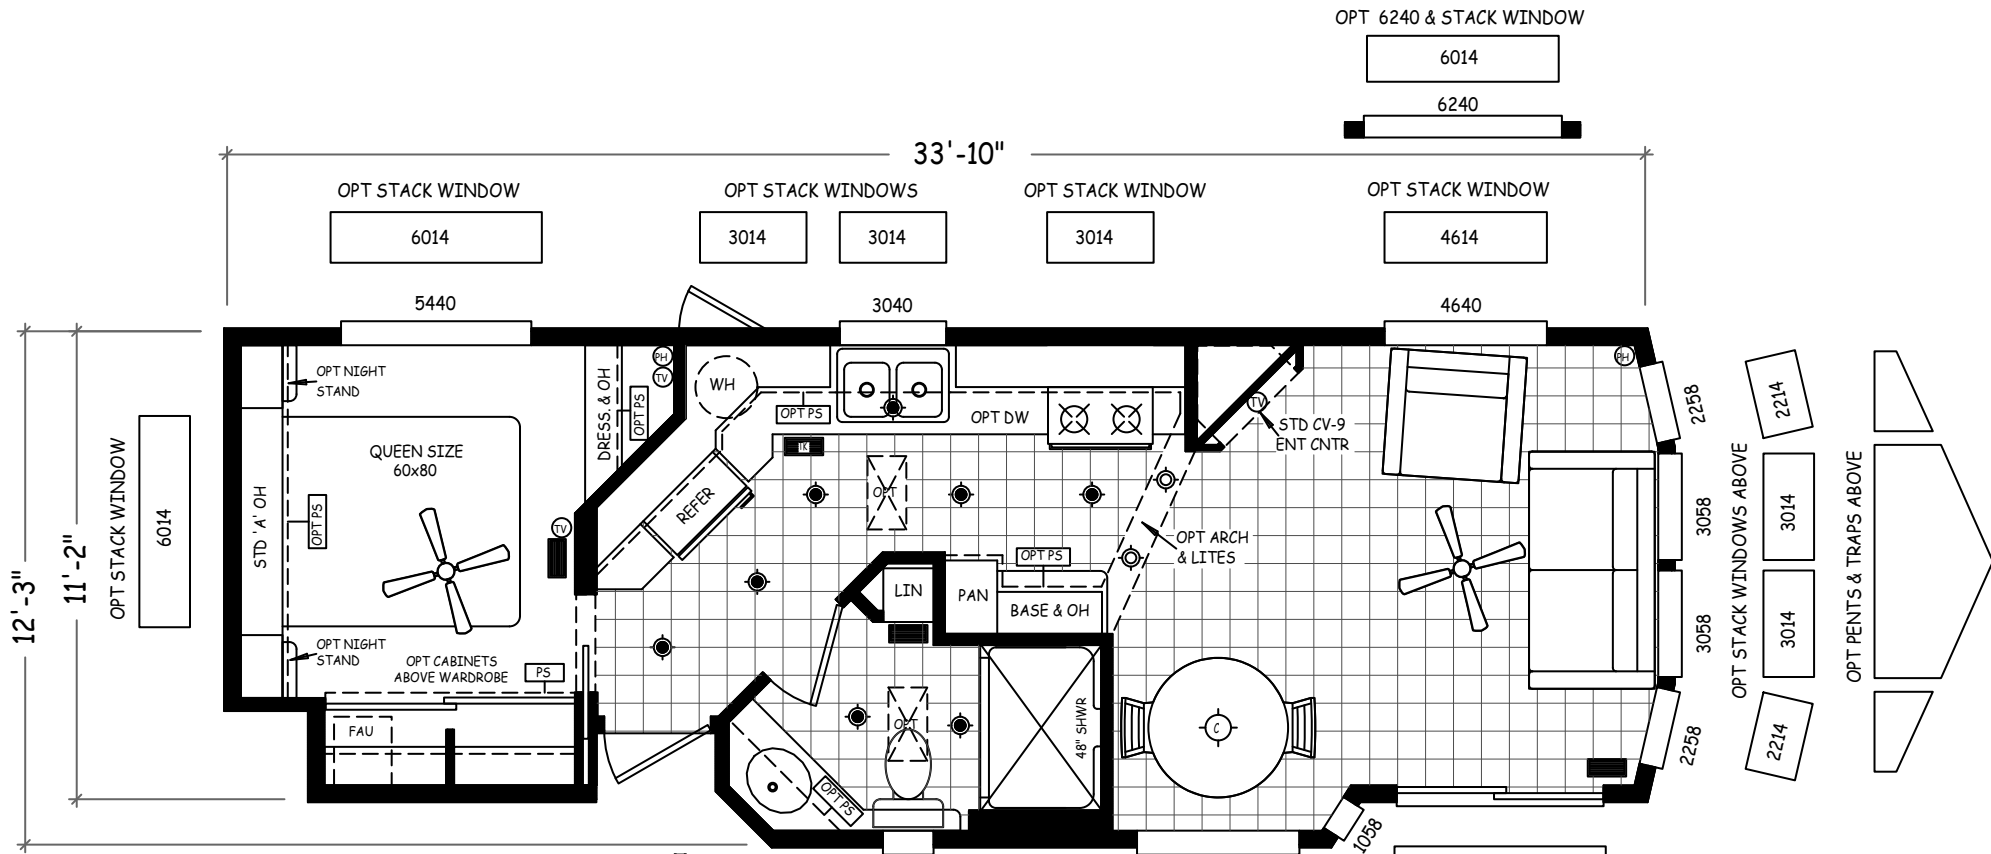 OPT 6240 & STACK WINDOW
6014
6240
33'-10"
OPT STACK WINDOW
OPT STACK WINDOWS
OPT STACK WINDOW
OPT STACK WINDOW
6014
3014
3014
3014
4614
5440
3040
4640
12'-3"
11'-2"
OPT STACK WINDOW
6014
STD 'A' OH
OPT NIGHT
STAND
OPT PS
QUEEN SIZE
60x80
OPT NIGHT
STAND
OPT CABINETS
ABOVE WARDROBE
PS
FAU
DRESS. & OH
PH
TV
OPT PS
TV
WH
REFER
OPT PS
TK
OPT DW
OPT
STD CV-9
ENT CNTR
TV
OPT ARCH
& LITES
LIN
PAN
OPT PS
BASE & OH
OPT
OPT PS
48" SHWR
C
PH
2258
3058
3058
2258
1058
OPT STACK WINDOWS ABOVE
2214
3014
3014
2214
OPT PENTS & TRAPS ABOVE